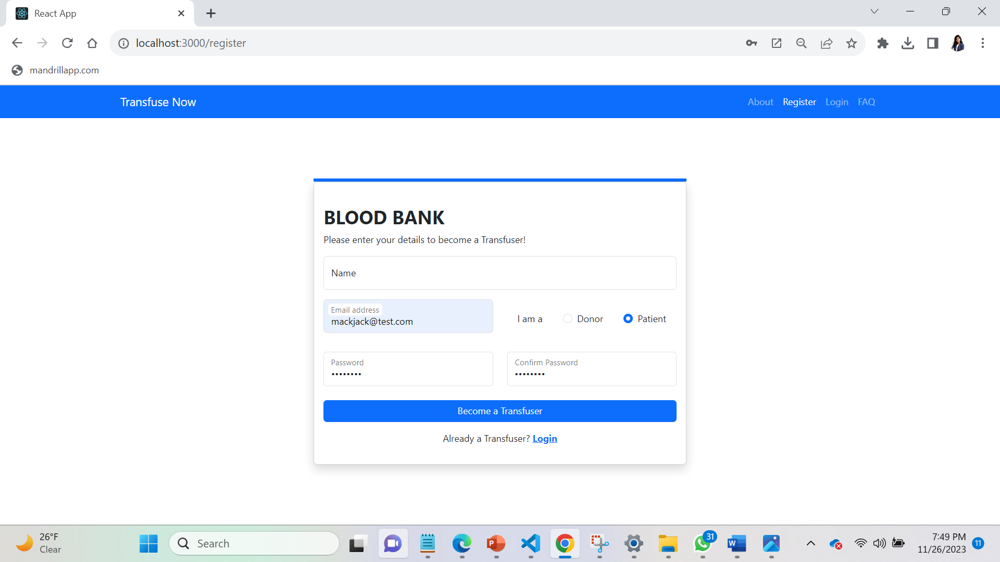 React App
localhost:3000/register
mandrillapp.com
Transfuse Now
About Register Login FAQ
BLOOD BANK
Please enter your details to become a Transfuser!
Name
Email address
mackjack@test.com
I am a Donor Patient
Password
••••••••
Confirm Password
••••••••
Become a Transfuser
Already a Transfuser? Login
26°F
Clear
Search
P
W
31
7:49 PM
11/26/2023
11